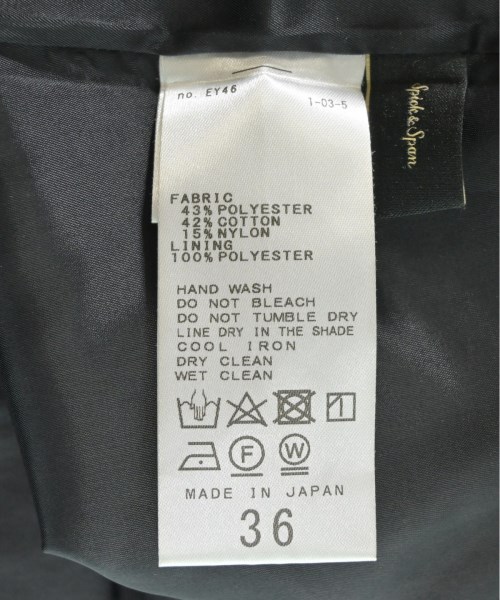 no. EY46
1-03-5
Spick & Span
FABRIC
43% POLYESTER
42% COTTON
15% NYLON
LINING
100% POLYESTER
HAND WASH
DO NOT BLEACH
DO NOT TUMBLE DRY
LINE DRY IN THE SHADE
COOL IRON
DRY CLEAN
WET CLEAN
F W
MADE IN JAPAN
36